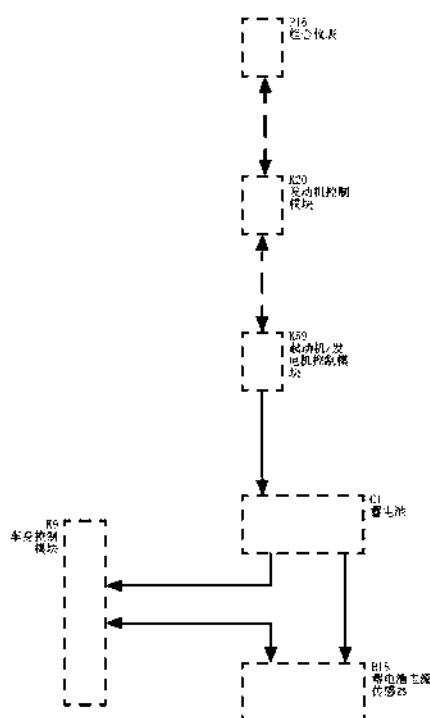 P16
组合仪表
K20
发动机控制
模块
K59
起动机/发
电机控制模
块
C1
蓄电池
K9
车身控制
模块
B18
蓄电池电流
传感器